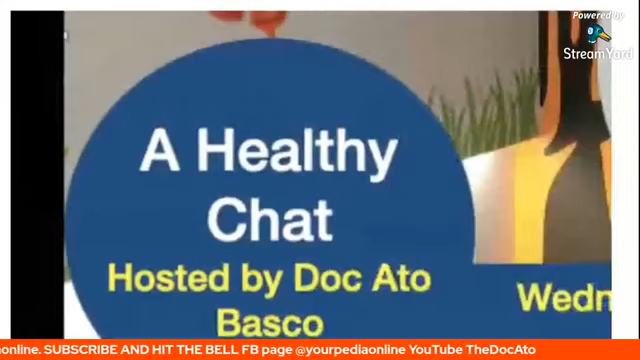 Powered by
StreamYard
A Healthy
Chat
Hosted by Doc Ato
Basco
Wedn
online. SUBSCRIBE AND HIT THE BELL FB page @yourpediaonline YouTube TheDocAto